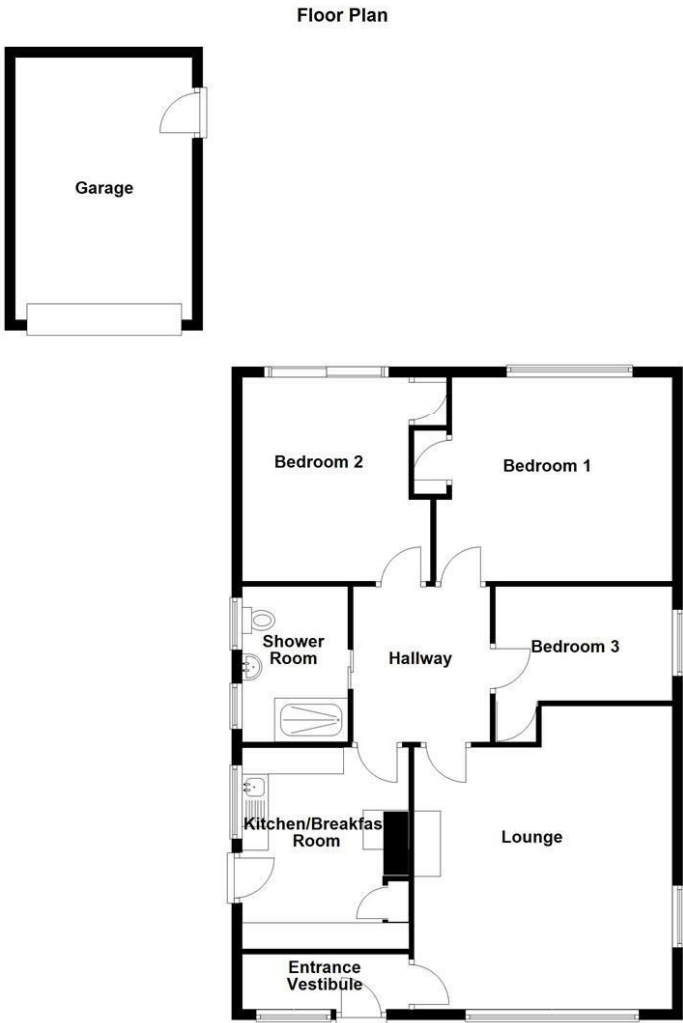 Floor Plan
Garage
Bedroom 2
Bedroom 1
Shower
Room
Hallway
Bedroom 3
Kitchen/Breakfas
Room
Lounge
Entrance
Vestibule